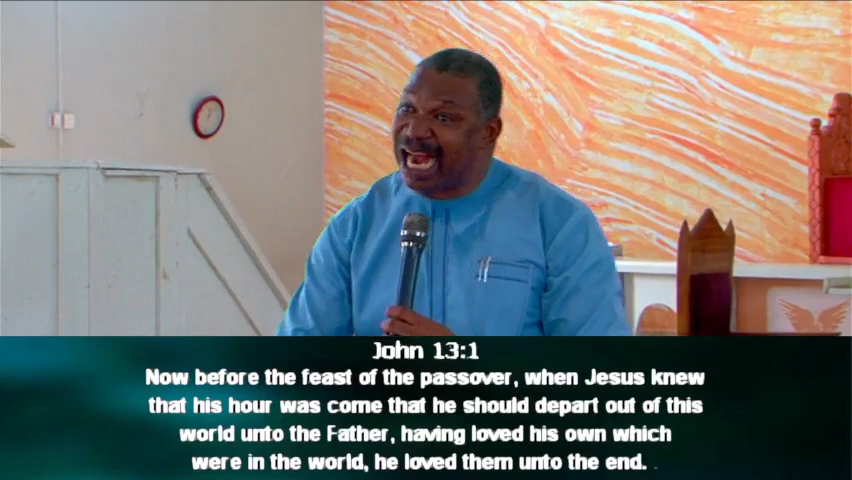 John 13:1
Now before the feast of the passover, when Jesus knew
that his hour was come that he should depart out of this
world unto the Father, having loved his own which
were in the world, he loved them unto the end.